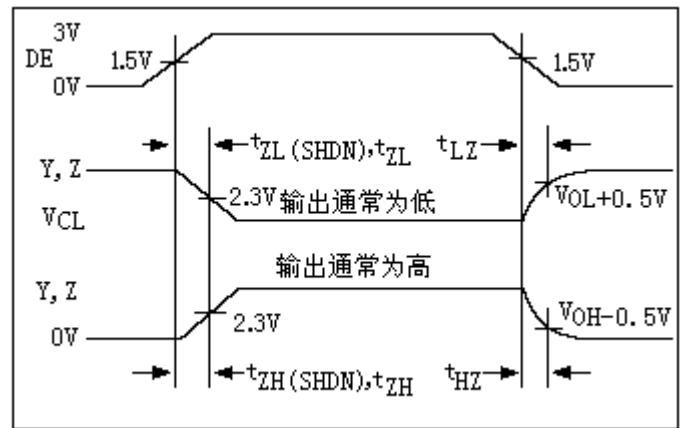 3V
DE 1.5V 1.5V
0V
tZL(SHDN),tZL tLZ
Y, Z
2.3V 输出通常为低 VOL+0.5V
VCL
输出通常为高
Y, Z
2.3V VOH-0.5V
0V
tZH(SHDN),tZH tHZ